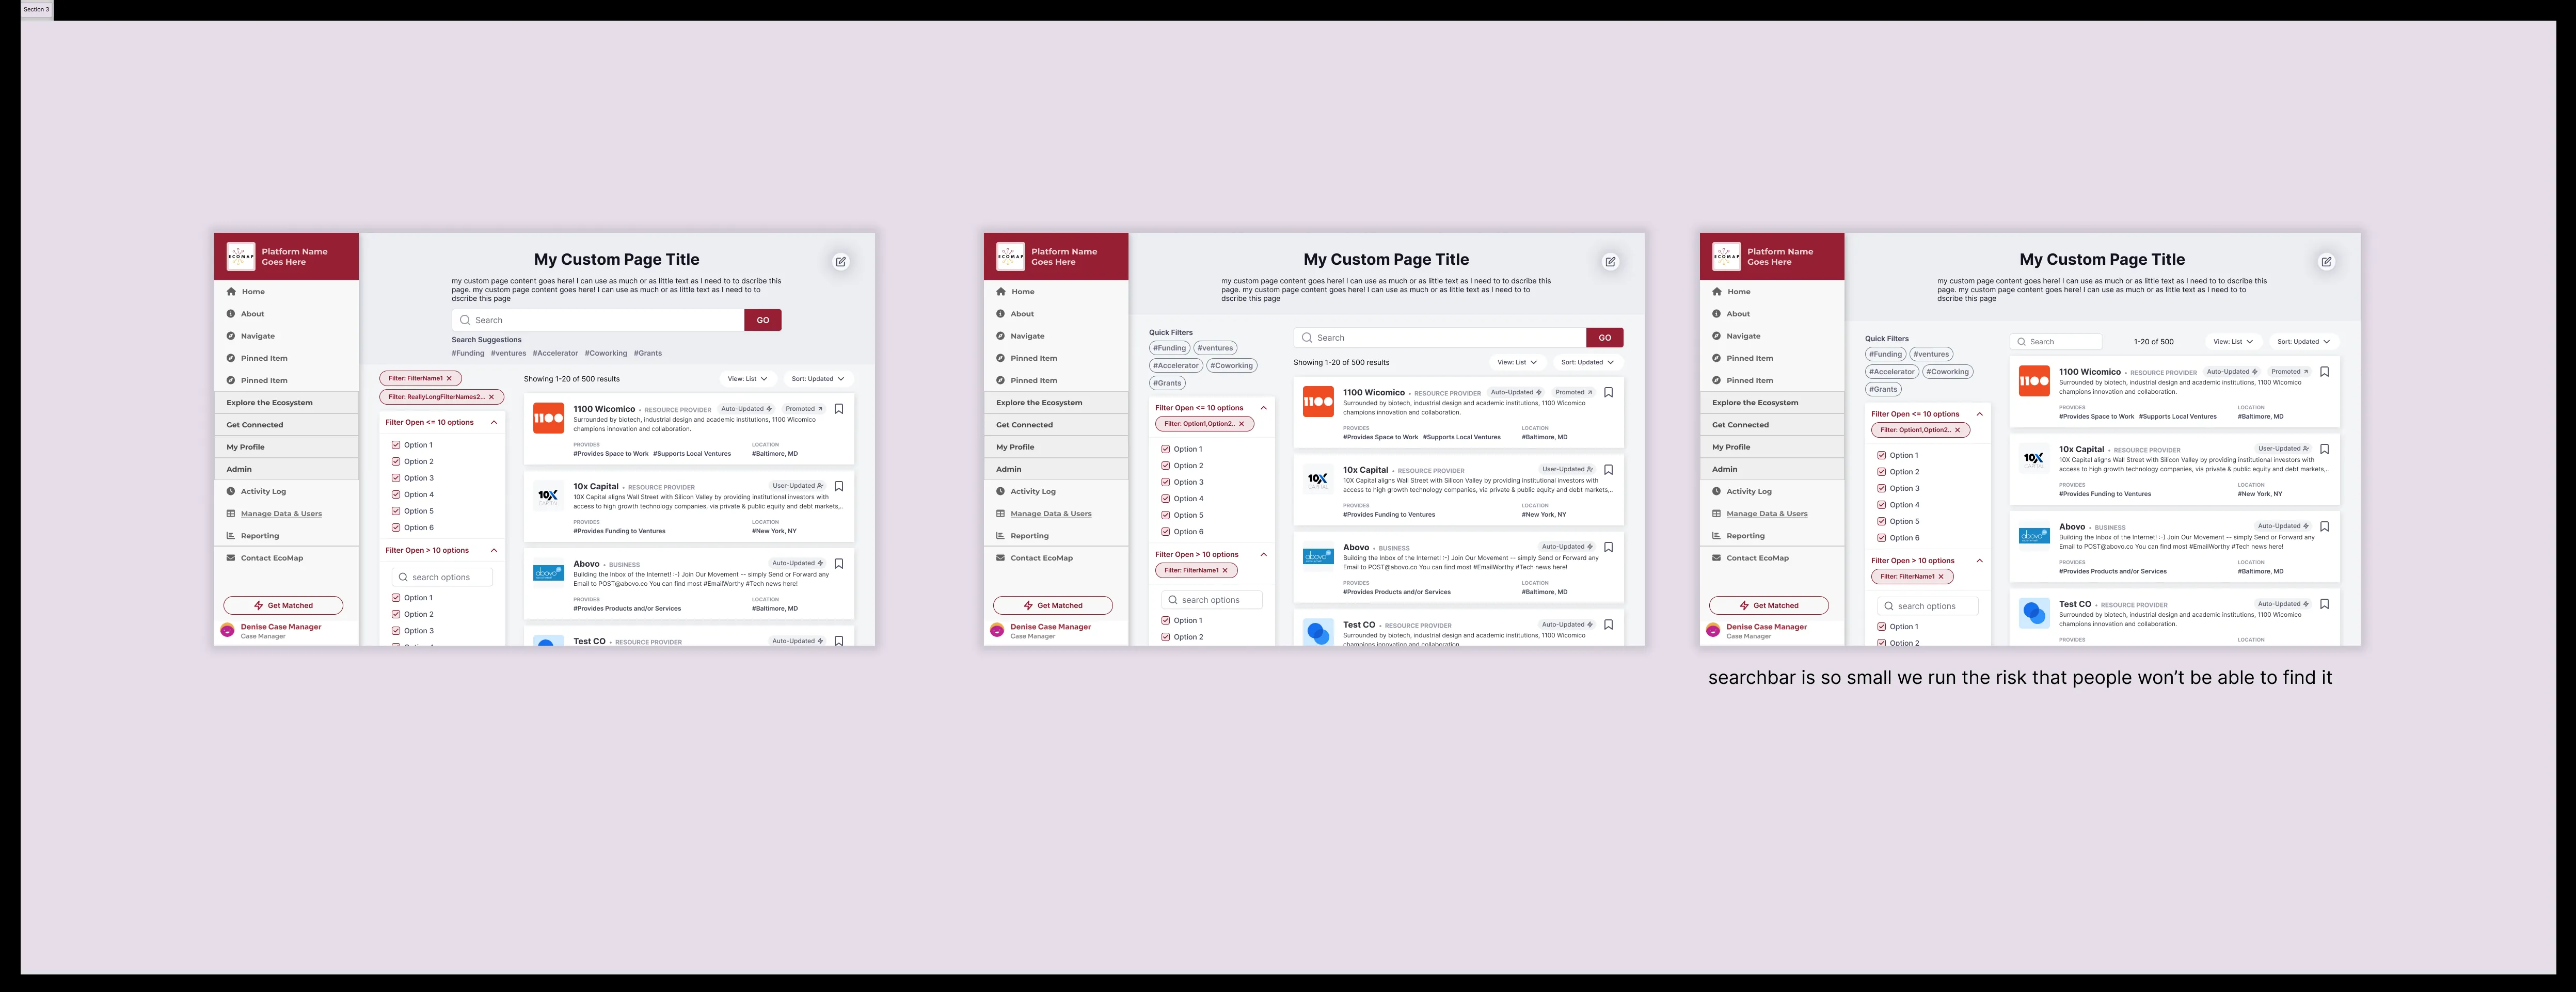 Section 3
ECOMAP
Platform Name
Goes Here
Home
About
Navigate
Pinned Item
Pinned Item
Explore the Ecosystem
Get Connected
My Profile
Admin
Activity Log
Manage Data & Users
Reporting
Contact EcoMap
Get Matched
Denise Case Manager
Case Manager
My Custom Page Title
my custom page content goes here! I can use as much or as little text as I need to to dscribe this
page. my custom page content goes here! I can use as much or as little text as I need to to
dscribe this page
Search
GO
Search Suggestions
#Funding #ventures #Accelerator #Coworking #Grants
Filter: FilterName1
Filter: ReallyLongFilterNames2...
Filter Open <= 10 options
Option 1
Option 2
Option 3
Option 4
Option 5
Option 6
Filter Open > 10 options
search options
Option 1
Option 2
Option 3
Showing 1-20 of 500 results
View: List
Sort: Updated
1100
1100 Wicomico • RESOURCE PROVIDER
Auto-Updated
Promoted
Surrounded by biotech, industrial design and academic institutions, 1100 Wicomico
champions innovation and collaboration.
PROVIDES
LOCATION
#Provides Space to Work #Supports Local Ventures
#Baltimore, MD
10X
CAPITAL
10x Capital • RESOURCE PROVIDER
User-Updated
10X Capital aligns Wall Street with Silicon Valley by providing institutional investors with
access to high growth technology companies, via private & public equity and debt markets,..
PROVIDES
LOCATION
#Provides Funding to Ventures
#New York, NY
abovo
Abovo • BUSINESS
Auto-Updated
Building the Inbox of the Internet! :-) Join Our Movement -- simply Send or Forward any
Email to POST@abovo.co You can find most #EmailWorthy #Tech news here!
PROVIDES
LOCATION
#Provides Products and/or Services
#Baltimore, MD
Test CO • RESOURCE PROVIDER
Auto-Updated
ECOMAP
Platform Name
Goes Here
Home
About
Navigate
Pinned Item
Pinned Item
Explore the Ecosystem
Get Connected
My Profile
Admin
Activity Log
Manage Data & Users
Reporting
Contact EcoMap
Get Matched
Denise Case Manager
Case Manager
My Custom Page Title
my custom page content goes here! I can use as much or as little text as I need to to dscribe this
page. my custom page content goes here! I can use as much or as little text as I need to to
dscribe this page
Quick Filters
#Funding #ventures
#Accelerator #Coworking
#Grants
Filter Open <= 10 options
Filter: Option1,Option2..
Option 1
Option 2
Option 3
Option 4
Option 5
Option 6
Filter Open > 10 options
Filter: FilterName1
search options
Option 1
Option 2
Search
GO
Showing 1-20 of 500 results
View: List
Sort: Updated
1100
1100 Wicomico • RESOURCE PROVIDER
Auto-Updated
Promoted
Surrounded by biotech, industrial design and academic institutions, 1100 Wicomico
champions innovation and collaboration.
PROVIDES
LOCATION
#Provides Space to Work #Supports Local Ventures
#Baltimore, MD
10X
CAPITAL
10x Capital • RESOURCE PROVIDER
User-Updated
10X Capital aligns Wall Street with Silicon Valley by providing institutional investors with
access to high growth technology companies, via private & public equity and debt markets,..
PROVIDES
LOCATION
#Provides Funding to Ventures
#New York, NY
abovo
Abovo • BUSINESS
Auto-Updated
Building the Inbox of the Internet! :-) Join Our Movement -- simply Send or Forward any
Email to POST@abovo.co You can find most #EmailWorthy #Tech news here!
PROVIDES
LOCATION
#Provides Products and/or Services
#Baltimore, MD
Test CO • RESOURCE PROVIDER
Auto-Updated
Surrounded by biotech, industrial design and academic institutions, 1100 Wicomico
champions innovation and collaboration.
ECOMAP
Platform Name
Goes Here
Home
About
Navigate
Pinned Item
Pinned Item
Explore the Ecosystem
Get Connected
My Profile
Admin
Activity Log
Manage Data & Users
Reporting
Contact EcoMap
Get Matched
Denise Case Manager
Case Manager
My Custom Page Title
my custom page content goes here! I can use as much or as little text as I need to to dscribe this
page. my custom page content goes here! I can use as much or as little text as I need to to
dscribe this page
Quick Filters
#Funding #ventures
#Accelerator #Coworking
#Grants
Filter Open <= 10 options
Filter: Option1,Option2..
Option 1
Option 2
Option 3
Option 4
Option 5
Option 6
Filter Open > 10 options
Filter: FilterName1
search options
Option 1
Option 2
Search
1-20 of 500
View: List
Sort: Updated
1100
1100 Wicomico • RESOURCE PROVIDER
Auto-Updated
Promoted
Surrounded by biotech, industrial design and academic institutions, 1100 Wicomico
champions innovation and collaboration.
PROVIDES
LOCATION
#Provides Space to Work #Supports Local Ventures
#Baltimore, MD
10X
CAPITAL
10x Capital • RESOURCE PROVIDER
User-Updated
10X Capital aligns Wall Street with Silicon Valley by providing institutional investors with
access to high growth technology companies, via private & public equity and debt markets,..
PROVIDES
LOCATION
#Provides Funding to Ventures
#New York, NY
abovo
Abovo • BUSINESS
Auto-Updated
Building the Inbox of the Internet! :-) Join Our Movement -- simply Send or Forward any
Email to POST@abovo.co You can find most #EmailWorthy #Tech news here!
PROVIDES
LOCATION
#Provides Products and/or Services
#Baltimore, MD
Test CO • RESOURCE PROVIDER
Auto-Updated
Surrounded by biotech, industrial design and academic institutions, 1100 Wicomico
champions innovation and collaboration.
PROVIDES
LOCATION
searchbar is so small we run the risk that people won't be able to find it